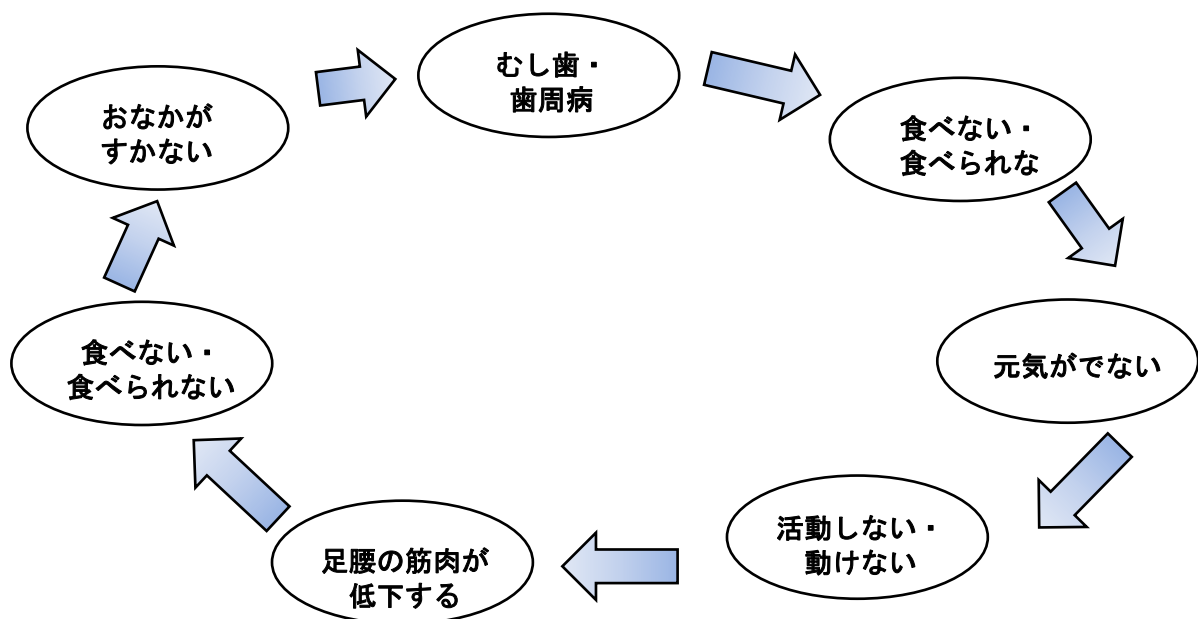 むし歯・
歯周病
食べない・
食べられな
元気がでない
活動しない・
動けない
足腰の筋肉が
低下する
食べない・
食べられない
おなかが
すかない